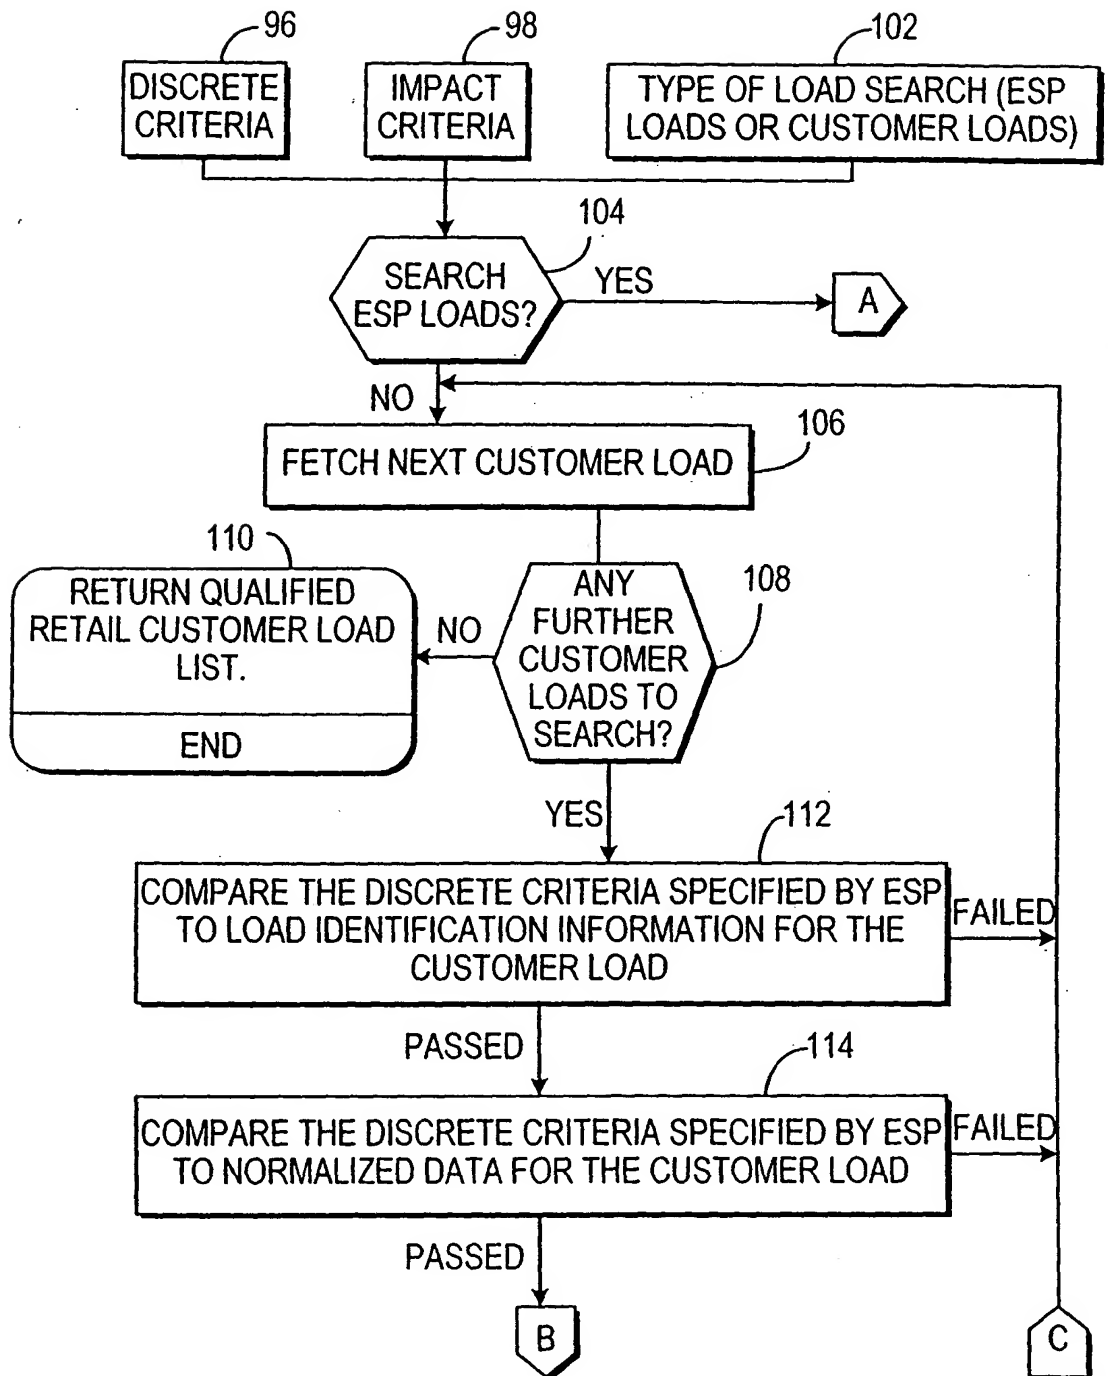 96
98
102
DISCRETE
CRITERIA
IMPACT
CRITERIA
TYPE OF LOAD SEARCH (ESP
LOADS OR CUSTOMER LOADS)
104
SEARCH
ESP LOADS?
YES
A
NO
106
FETCH NEXT CUSTOMER LOAD
110
RETURN QUALIFIED
RETAIL CUSTOMER LOAD
LIST.
END
NO
108
ANY
FURTHER
CUSTOMER
LOADS TO
SEARCH?
YES
112
COMPARE THE DISCRETE CRITERIA SPECIFIED BY ESP
TO LOAD IDENTIFICATION INFORMATION FOR THE
CUSTOMER LOAD
FAILED
PASSED
114
COMPARE THE DISCRETE CRITERIA SPECIFIED BY ESP
TO NORMALIZED DATA FOR THE CUSTOMER LOAD
FAILED
PASSED
B
C